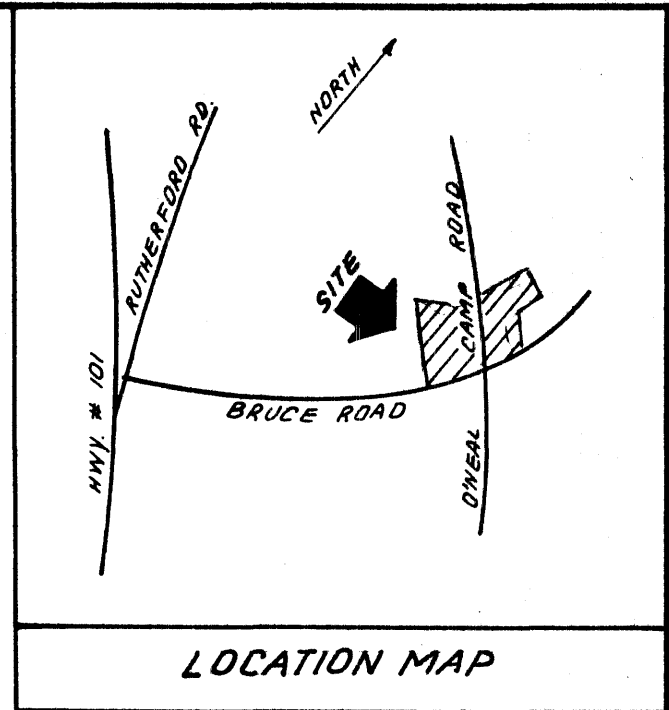 NORTH
RUTHERFORD RD.
HWY. # 101
SITE
BRUCE ROAD
O'NEAL CAMP ROAD
LOCATION MAP